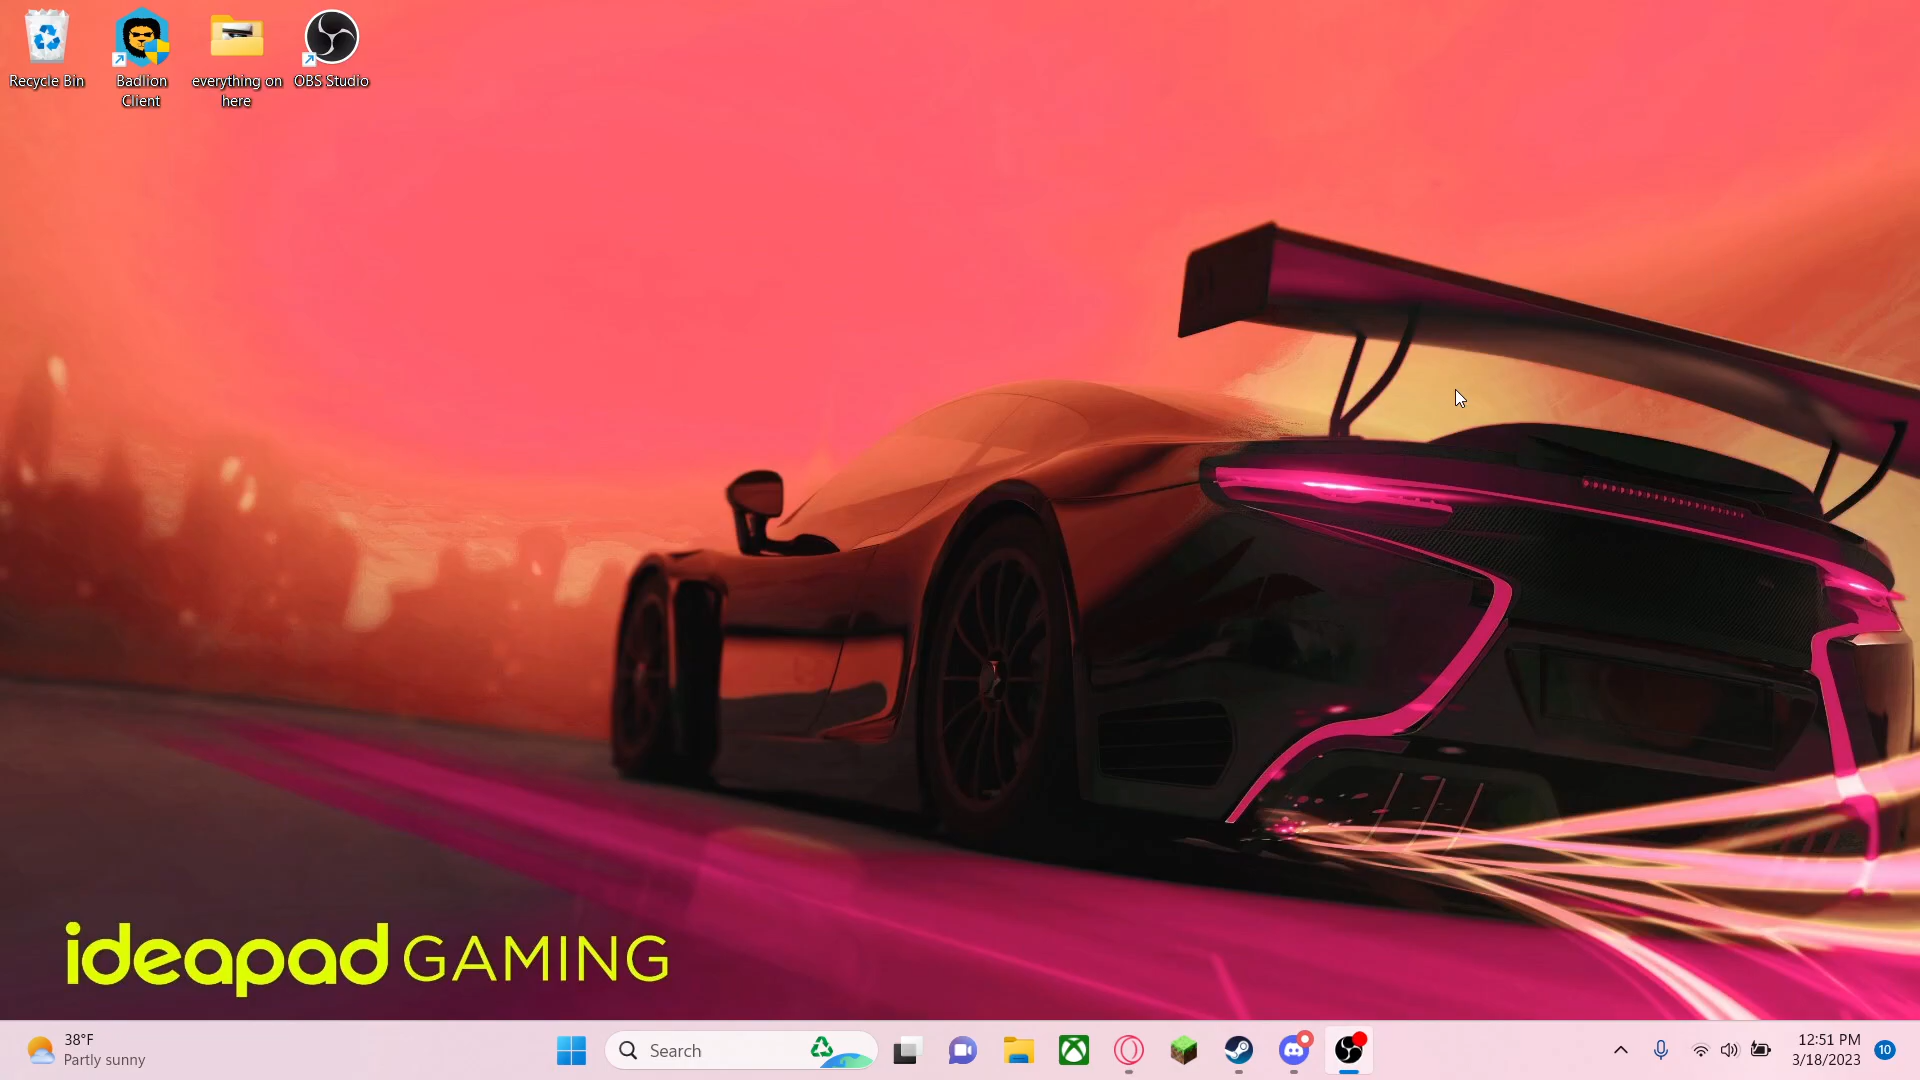 Recycle Bin
Badlion
Client
everything on
here
OBS Studio
ideapad GAMING
38°F
Partly sunny
Search
12:51 PM
3/18/2023
10